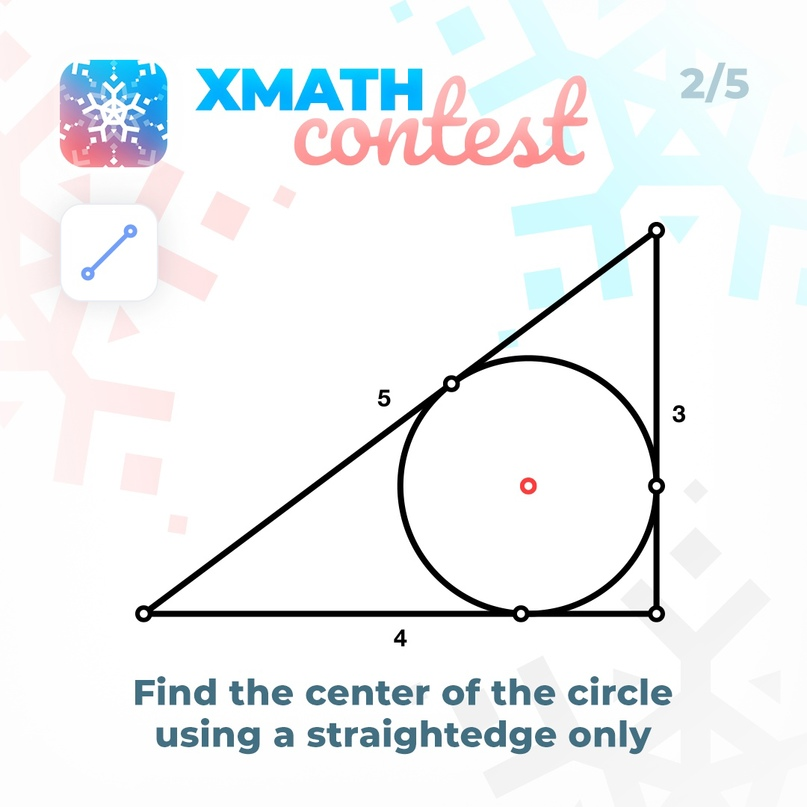 XMATH
contest
2/5
5
3
4
Find the center of the circle
using a straightedge only